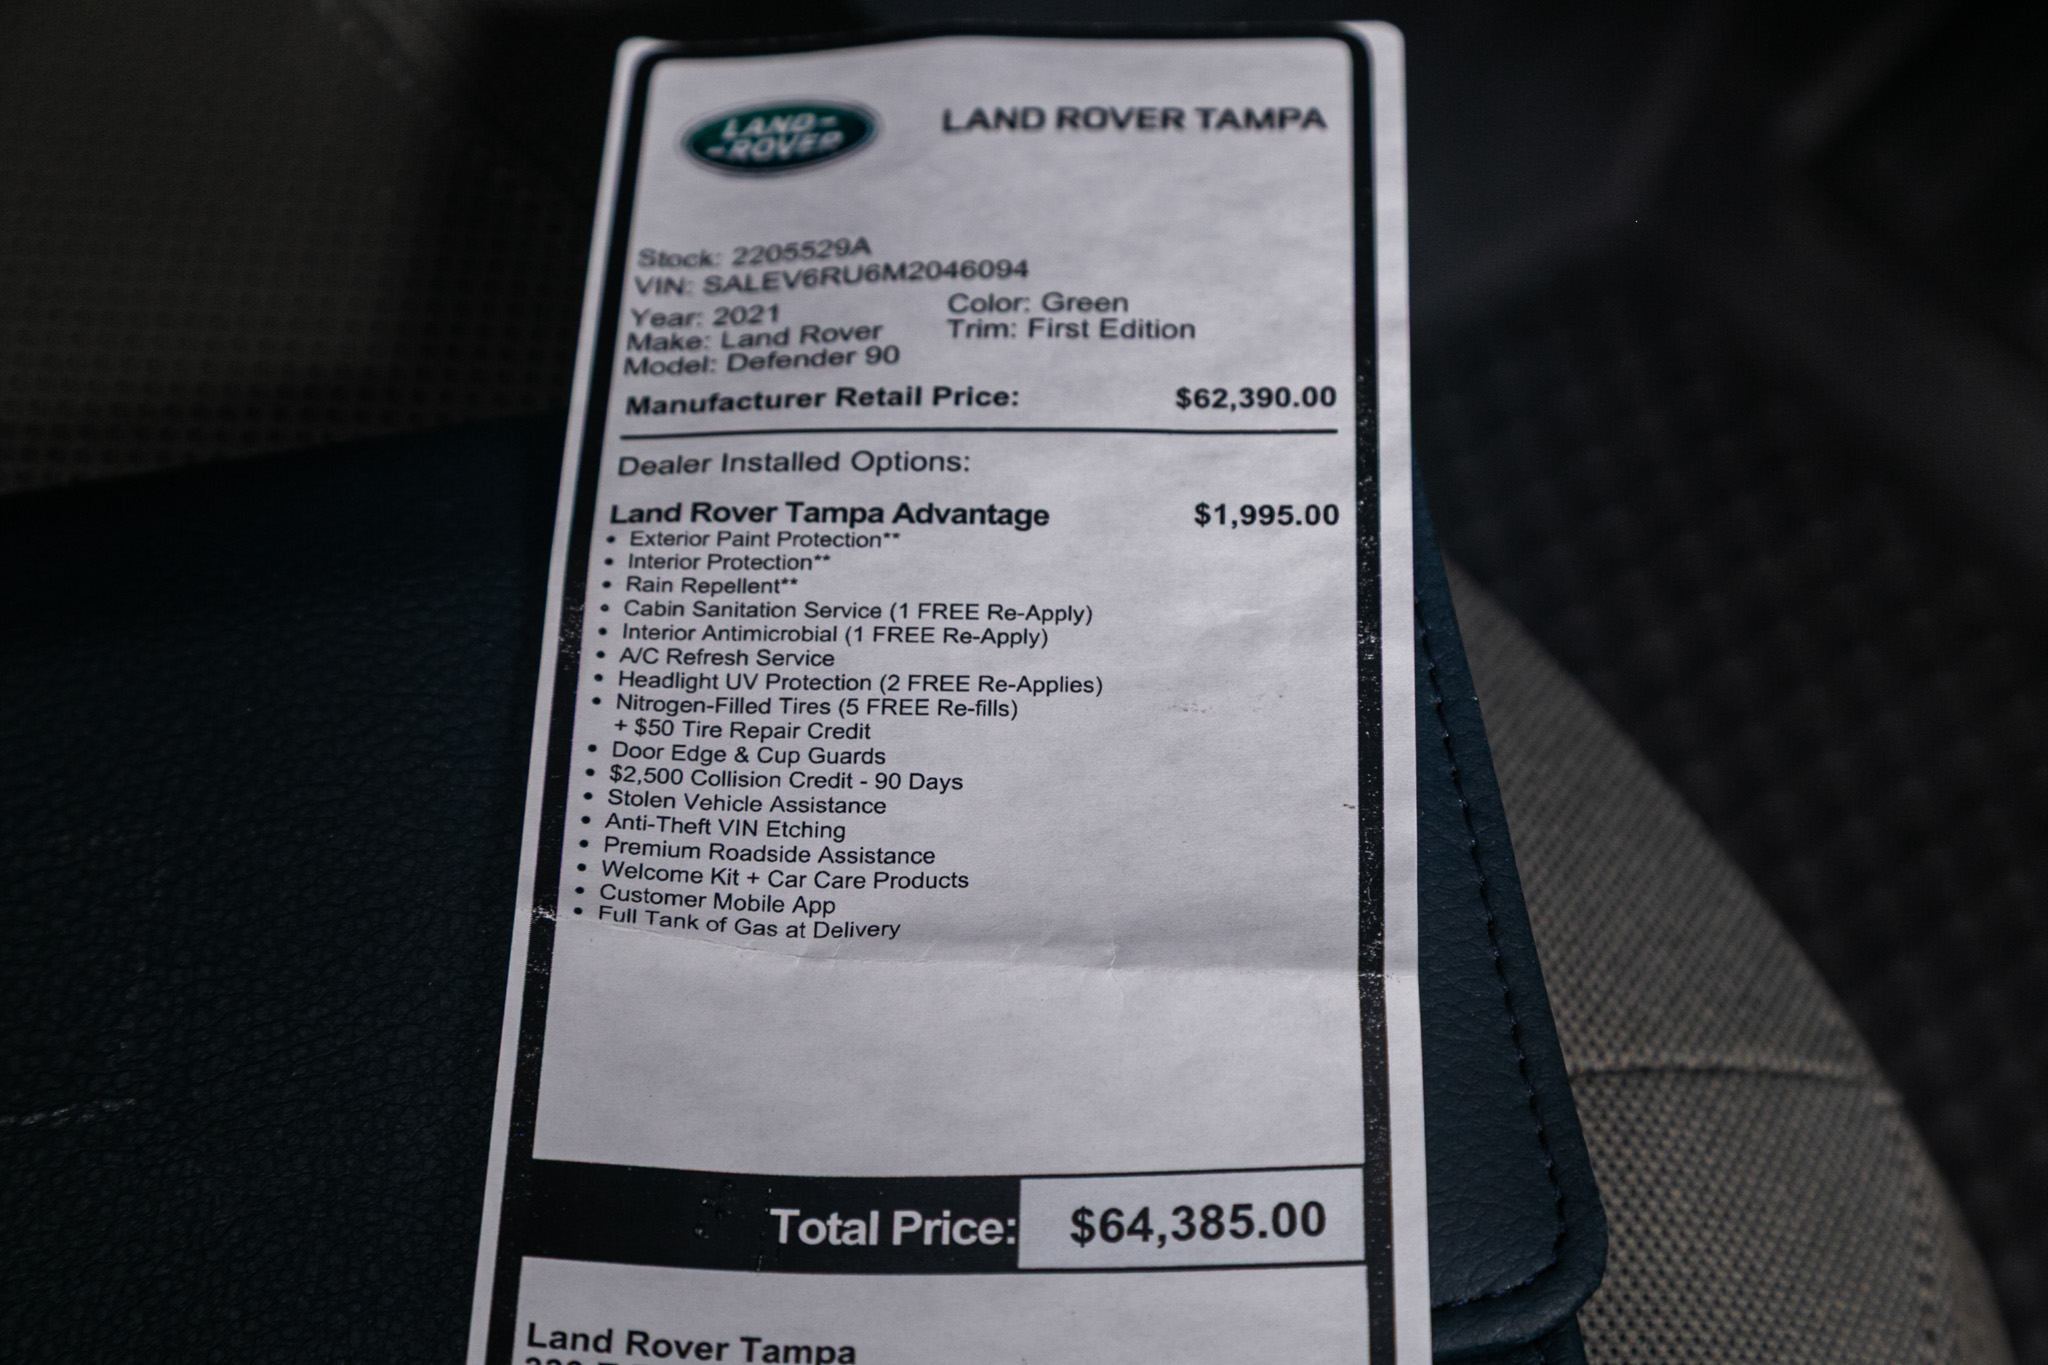 LAND-
-ROVER
LAND ROVER TAMPA
Stock: 2205529A
VIN: SALEV6RU6M2046094
Year: 2021
Color: Green
Make: Land Rover
Trim: First Edition
Model: Defender 90
Manufacturer Retail Price: $62,390.00
Dealer Installed Options:
Land Rover Tampa Advantage $1,995.00
• Exterior Paint Protection**
• Interior Protection**
• Rain Repellent**
• Cabin Sanitation Service (1 FREE Re-Apply)
• Interior Antimicrobial (1 FREE Re-Apply)
• A/C Refresh Service
• Headlight UV Protection (2 FREE Re-Applies)
• Nitrogen-Filled Tires (5 FREE Re-fills)
+ $50 Tire Repair Credit
• Door Edge & Cup Guards
• $2,500 Collision Credit - 90 Days
• Stolen Vehicle Assistance
• Anti-Theft VIN Etching
• Premium Roadside Assistance
• Welcome Kit + Car Care Products
• Customer Mobile App
• Full Tank of Gas at Delivery
Total Price: $64,385.00
Land Rover Tampa